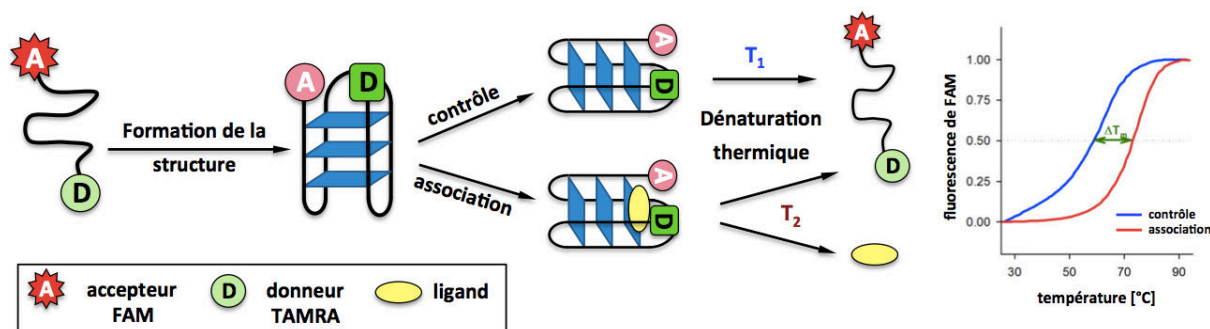 A
D
Formation de la
structure
A
D
contrôle
association
A
D
A
D
T1
Dénaturation
thermique
T2
A
D
fluorescence de FAM
1.00
0.75
0.50
0.25
0.00
ΔTm
contrôle
association
30
50
70
90
température [°C]
A
accepteur
FAM
D
donneur
TAMRA
ligand